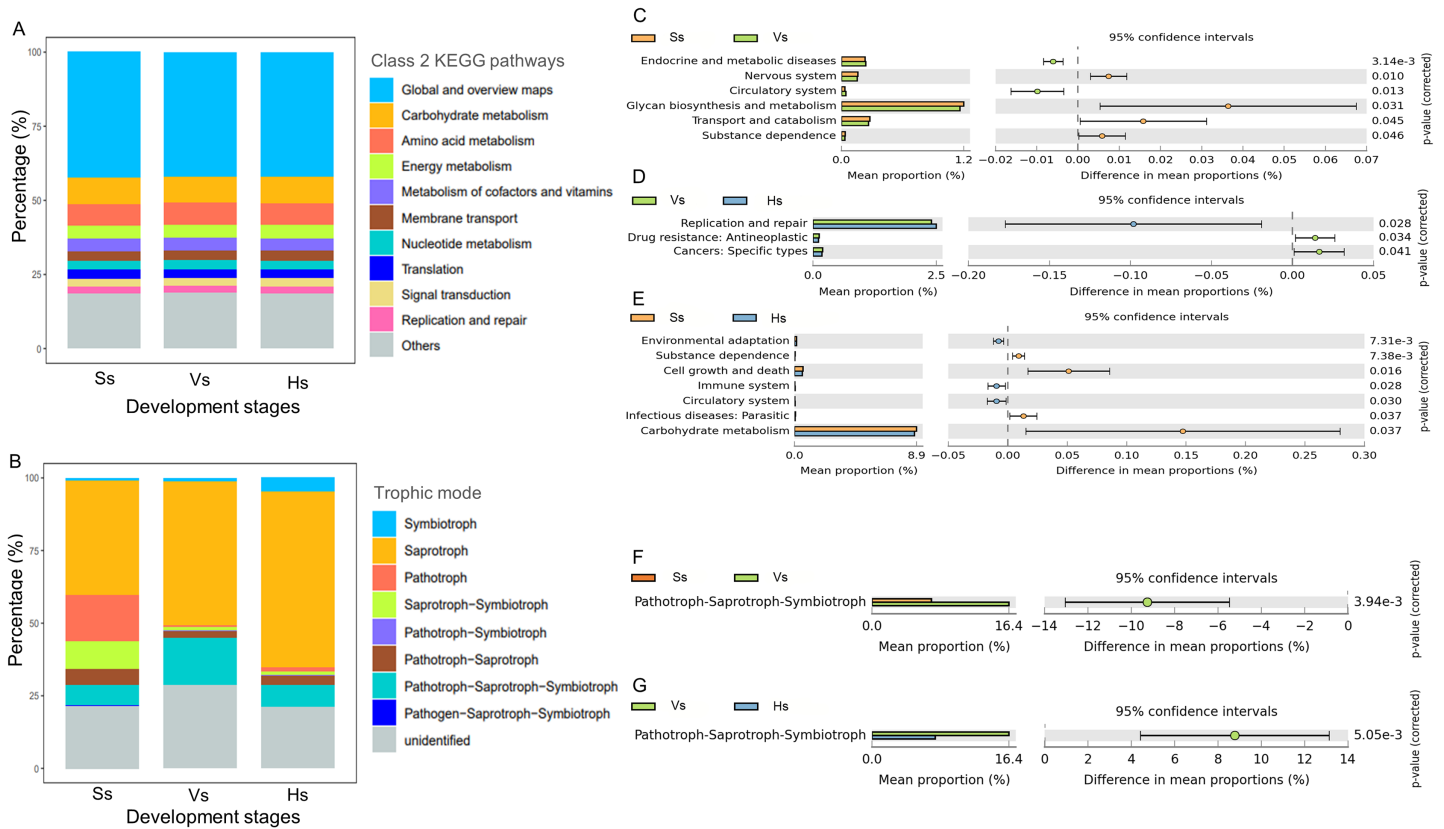 A
Percentage (%)
100
75
50
25
0
Ss
Vs
Hs
Development stages
Class 2 KEGG pathways
Global and overview maps
Carbohydrate metabolism
Amino acid metabolism
Energy metabolism
Metabolism of cofactors and vitamins
Membrane transport
Nucleotide metabolism
Translation
Signal transduction
Replication and repair
Others
B
Percentage (%)
100
75
50
25
0
Ss
Vs
Hs
Development stages
Trophic mode
Symbiotroph
Saprotroph
Pathotroph
Saprotroph−Symbiotroph
Pathotroph−Symbiotroph
Pathotroph−Saprotroph
Pathotroph−Saprotroph−Symbiotroph
Pathogen−Saprotroph−Symbiotroph
unidentified
C
Ss Vs
95% confidence intervals
Endocrine and metabolic diseases 3.14e-3
Nervous system 0.010
Circulatory system 0.013
Glycan biosynthesis and metabolism 0.031
Transport and catabolism 0.045
Substance dependence 0.046
p-value (corrected)
0.0 1.2 −0.02 −0.01 0.00 0.01 0.02 0.03 0.04 0.05 0.06 0.07
Mean proportion (%) Difference in mean proportions (%)
D
Vs Hs
95% confidence intervals
Replication and repair 0.028
Drug resistance: Antineoplastic 0.034
Cancers: Specific types 0.041
p-value (corrected)
0.0 2.5 −0.20 −0.15 −0.10 −0.05 0.00 0.05
Mean proportion (%) Difference in mean proportions (%)
E
Ss Hs
95% confidence intervals
Environmental adaptation 7.31e-3
Substance dependence 7.38e-3
Cell growth and death 0.016
Immune system 0.028
Circulatory system 0.030
Infectious diseases: Parasitic 0.037
Carbohydrate metabolism 0.037
p-value (corrected)
0.0 8.9 −0.05 0.00 0.05 0.10 0.15 0.20 0.25 0.30
Mean proportion (%) Difference in mean proportions (%)
F
Ss Vs
95% confidence intervals
Pathotroph-Saprotroph-Symbiotroph 3.94e-3
p-value (corrected)
0.0 16.4 −14 −12 −10 −8 −6 −4 −2 0
Mean proportion (%) Difference in mean proportions (%)
G
Vs Hs
95% confidence intervals
Pathotroph-Saprotroph-Symbiotroph 5.05e-3
p-value (corrected)
0.0 16.4 0 2 4 6 8 10 12 14
Mean proportion (%) Difference in mean proportions (%)